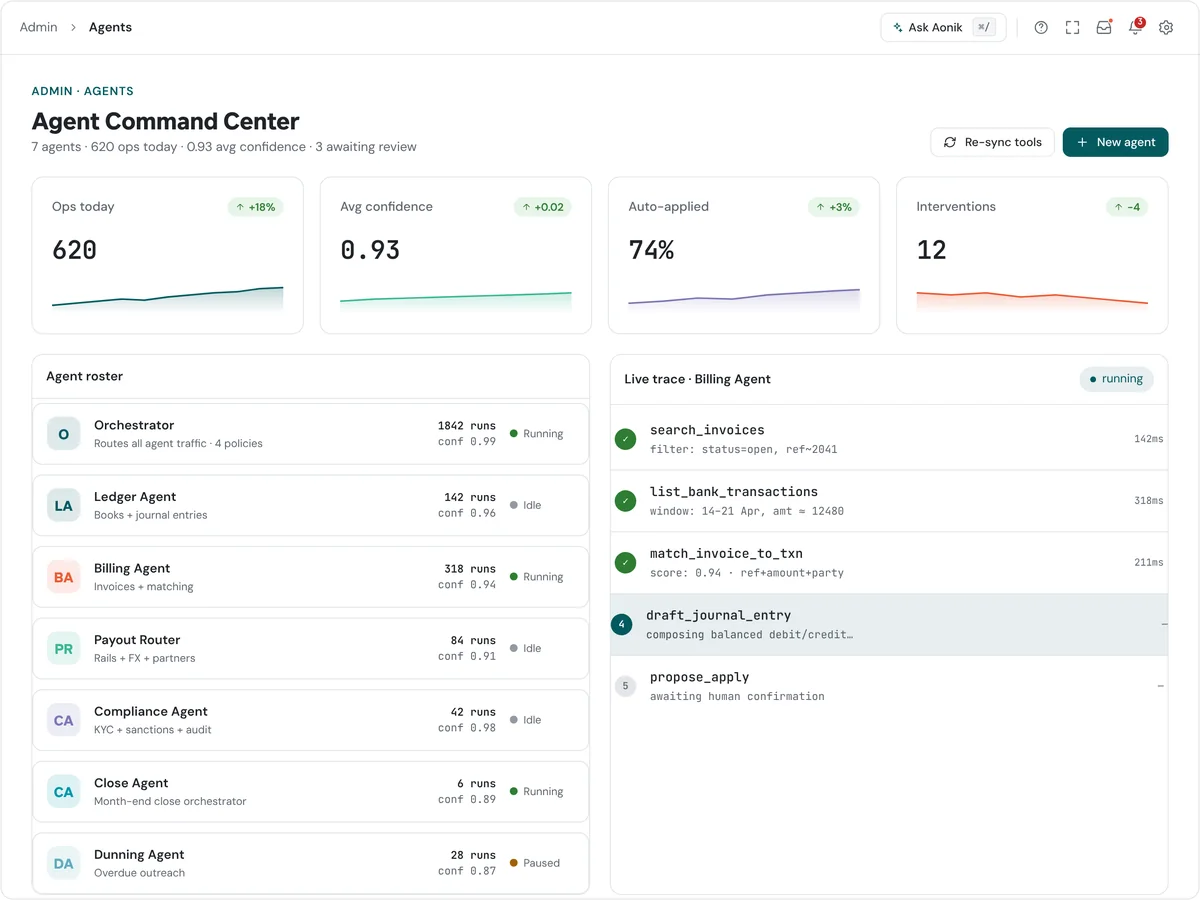 Admin > Agents
Ask Aonik ⌘/
3
ADMIN · AGENTS
Agent Command Center
7 agents · 620 ops today · 0.93 avg confidence · 3 awaiting review
Re-sync tools
+ New agent
Ops today
↑ +18%
620
Avg confidence
↑ +0.02
0.93
Auto-applied
↑ +3%
74%
Interventions
↑ -4
12
Agent roster
O
Orchestrator
Routes all agent traffic · 4 policies
1842 runs
conf 0.99
Running
LA
Ledger Agent
Books + journal entries
142 runs
conf 0.96
Idle
BA
Billing Agent
Invoices + matching
318 runs
conf 0.94
Running
PR
Payout Router
Rails + FX + partners
84 runs
conf 0.91
Idle
CA
Compliance Agent
KYC + sanctions + audit
42 runs
conf 0.98
Idle
CA
Close Agent
Month-end close orchestrator
6 runs
conf 0.89
Running
DA
Dunning Agent
Overdue outreach
28 runs
conf 0.87
Paused
Live trace · Billing Agent
running
✓
search_invoices
filter: status=open, ref~2041
142ms
✓
list_bank_transactions
window: 14–21 Apr, amt ≈ 12480
318ms
✓
match_invoice_to_txn
score: 0.94 · ref+amount+party
211ms
4
draft_journal_entry
composing balanced debit/credit…
—
5
propose_apply
awaiting human confirmation
—